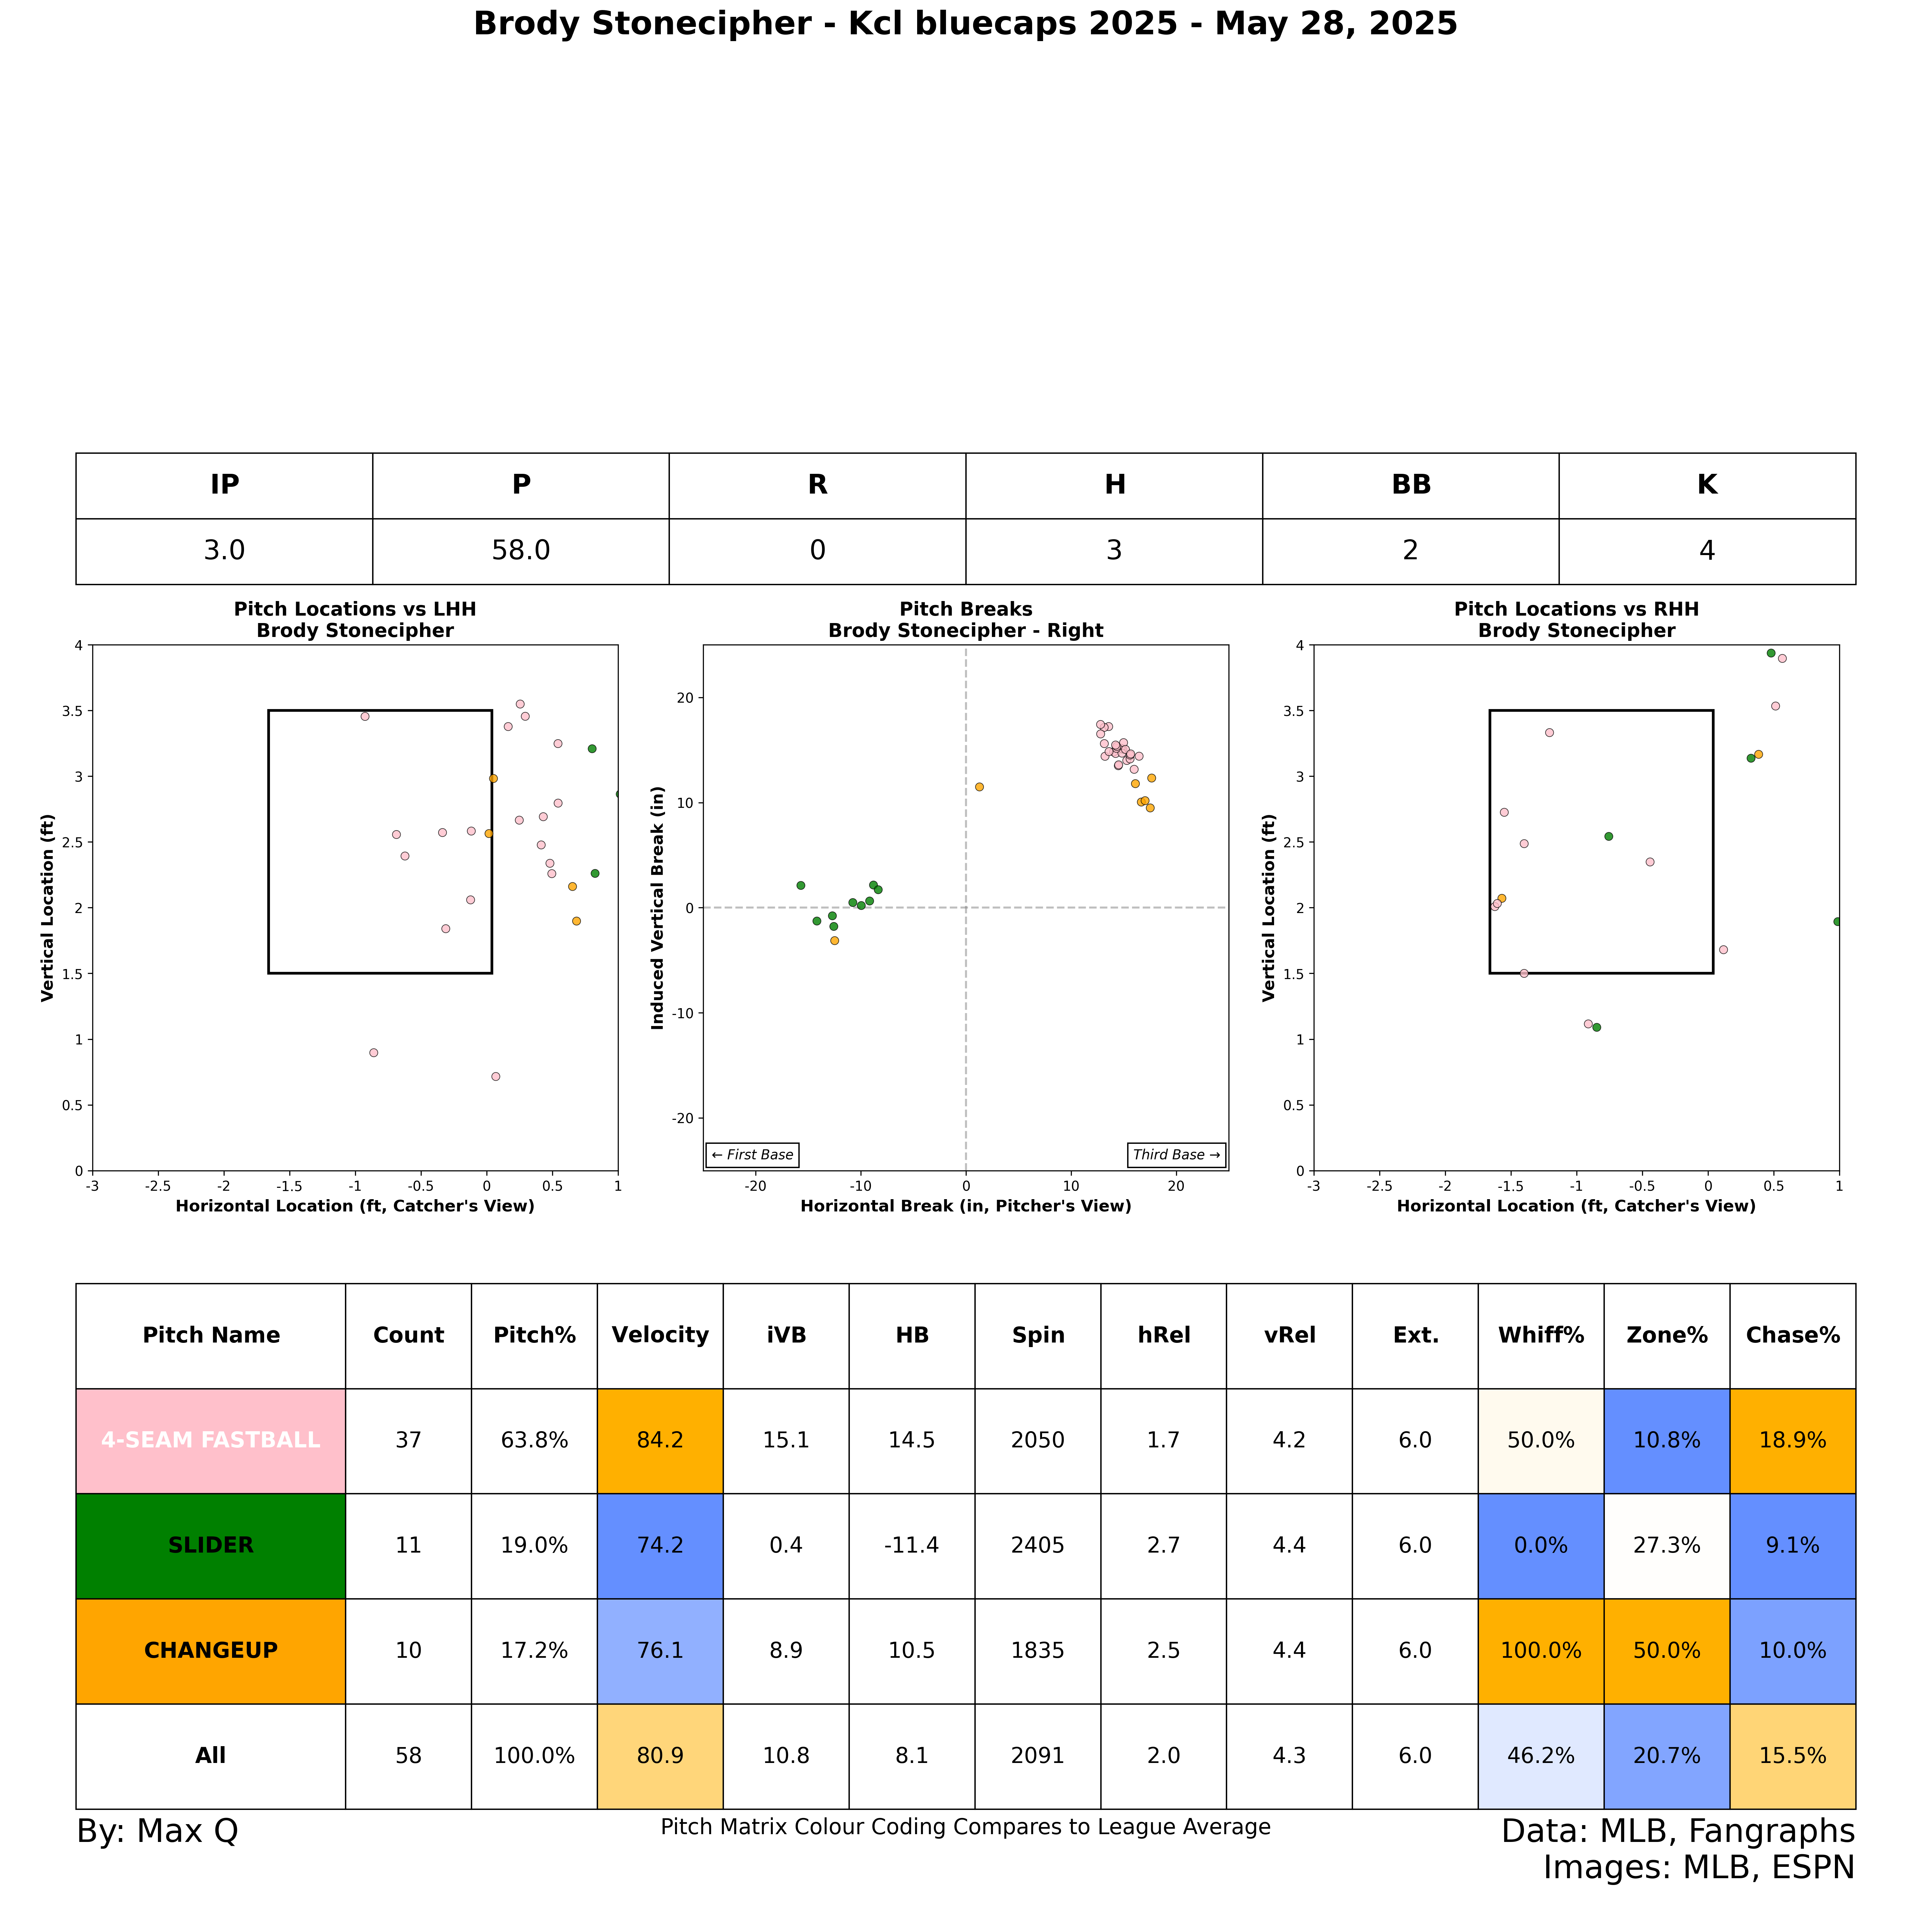 Brody Stonecipher - Kcl bluecaps 2025 - May 28, 2025
IP P R H BB K
3.0 58.0 0 3 2 4
Pitch Locations vs LHH
Brody Stonecipher
4
3.5
3
2.5
2
1.5
1
0.5
0
Vertical Location (ft)
-3 -2.5 -2 -1.5 -1 -0.5 0 0.5 1
Horizontal Location (ft, Catcher's View)
Pitch Breaks
Brody Stonecipher - Right
20
10
0
-10
-20
Induced Vertical Break (in)
← First Base
Third Base →
-20 -10 0 10 20
Horizontal Break (in, Pitcher's View)
Pitch Locations vs RHH
Brody Stonecipher
4
3.5
3
2.5
2
1.5
1
0.5
0
Vertical Location (ft)
-3 -2.5 -2 -1.5 -1 -0.5 0 0.5 1
Horizontal Location (ft, Catcher's View)
Pitch Name Count Pitch% Velocity iVB HB Spin hRel vRel Ext. Whiff% Zone% Chase%
4-SEAM FASTBALL 37 63.8% 84.2 15.1 14.5 2050 1.7 4.2 6.0 50.0% 10.8% 18.9%
SLIDER 11 19.0% 74.2 0.4 -11.4 2405 2.7 4.4 6.0 0.0% 27.3% 9.1%
CHANGEUP 10 17.2% 76.1 8.9 10.5 1835 2.5 4.4 6.0 100.0% 50.0% 10.0%
All 58 100.0% 80.9 10.8 8.1 2091 2.0 4.3 6.0 46.2% 20.7% 15.5%
By: Max Q
Pitch Matrix Colour Coding Compares to League Average
Data: MLB, Fangraphs
Images: MLB, ESPN